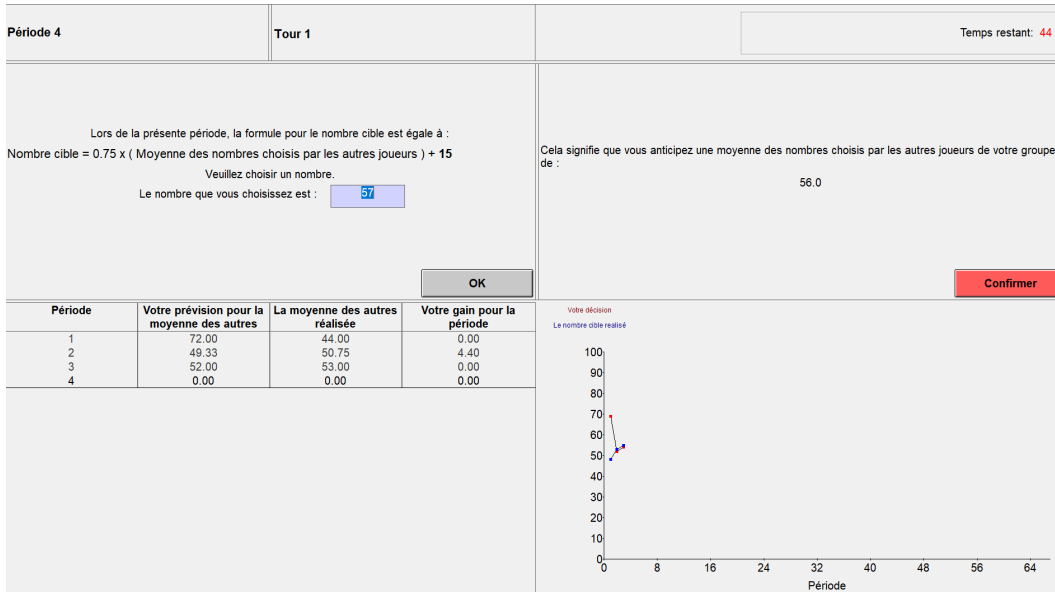 Période 4
Tour 1
Temps restant: 44
Lors de la présente période, la formule pour le nombre cible est égale à :
Nombre cible = 0.75 x ( Moyenne des nombres choisis par les autres joueurs ) + 15
Veuillez choisir un nombre.
Le nombre que vous choisissez est : 57
OK
Cela signifie que vous anticipez une moyenne des nombres choisis par les autres joueurs de votre groupe
de :
56.0
Confirmer
Période Votre prévision pour la moyenne des autres La moyenne des autres réalisée Votre gain pour la période
1 72.00 44.00 0.00
2 49.33 50.75 4.40
3 52.00 53.00 0.00
4 0.00 0.00 0.00
Votre décision
Le nombre cible realisé
100
90
80
70
60
50
40
30
20
10
0
0 8 16 24 32 40 48 56 64
Période